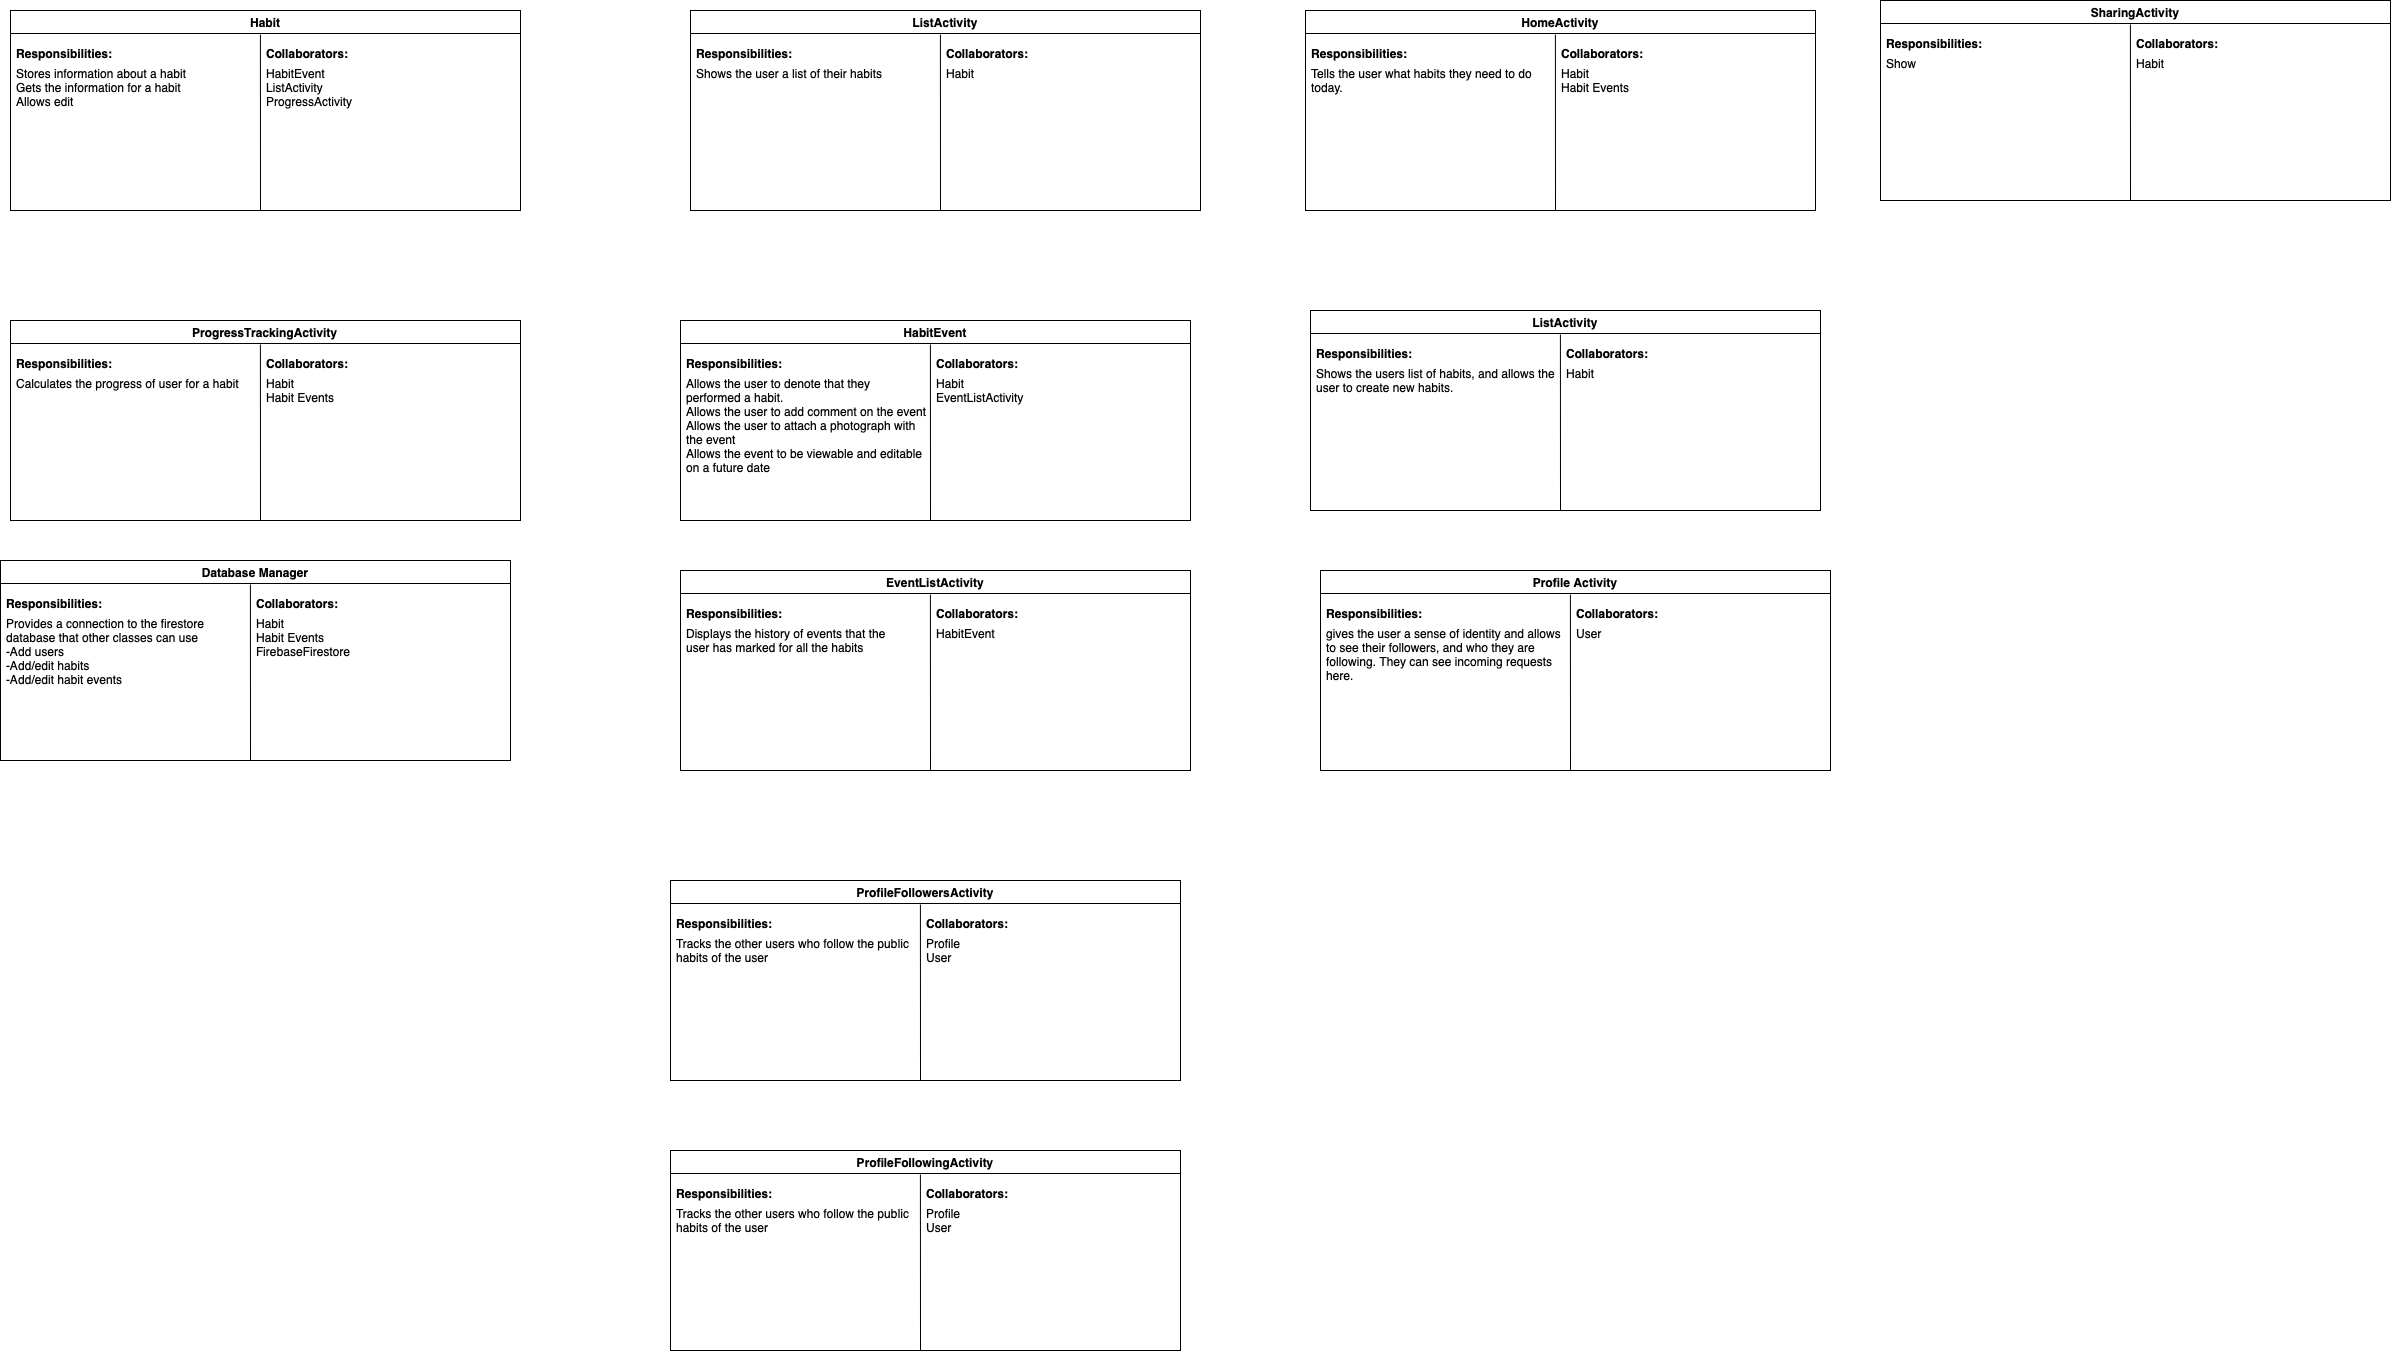 Habit
Responsibilities:
Stores information about a habit
Gets the information for a habit
Allows edit
Collaborators:
HabitEvent
ListActivity
ProgressActivity
ListActivity
Responsibilities:
Shows the user a list of their habits
Collaborators:
Habit
HomeActivity
Responsibilities:
Tells the user what habits they need to do
today.
Collaborators:
Habit
Habit Events
SharingActivity
Responsibilities:
Show
Collaborators:
Habit
ProgressTrackingActivity
Responsibilities:
Calculates the progress of user for a habit
Collaborators:
Habit
Habit Events
HabitEvent
Responsibilities:
Allows the user to denote that they
performed a habit.
Allows the user to add comment on the event
Allows the user to attach a photograph with
the event
Allows the event to be viewable and editable
on a future date
Collaborators:
Habit
EventListActivity
ListActivity
Responsibilities:
Shows the users list of habits, and allows the
user to create new habits.
Collaborators:
Habit
Database Manager
Responsibilities:
Provides a connection to the firestore
database that other classes can use
-Add users
-Add/edit habits
-Add/edit habit events
Collaborators:
Habit
Habit Events
FirebaseFirestore
EventListActivity
Responsibilities:
Displays the history of events that the
user has marked for all the habits
Collaborators:
HabitEvent
Profile Activity
Responsibilities:
gives the user a sense of identity and allows
to see their followers, and who they are
following. They can see incoming requests
here.
Collaborators:
User
ProfileFollowersActivity
Responsibilities:
Tracks the other users who follow the public
habits of the user
Collaborators:
Profile
User
ProfileFollowingActivity
Responsibilities:
Tracks the other users who follow the public
habits of the user
Collaborators:
Profile
User